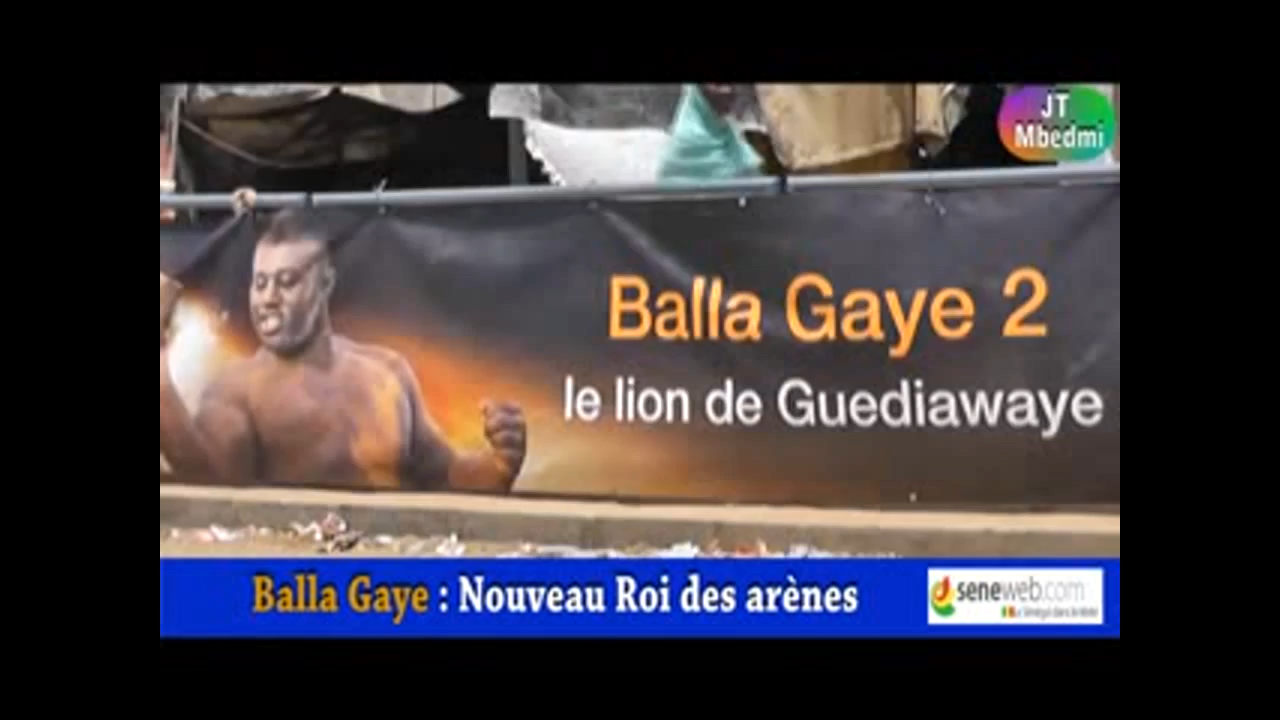 JT
Mbedmi
Balla Gaye 2
le lion de Guediawaye
Balla Gaye : Nouveau Roi des arènes
seneweb.com